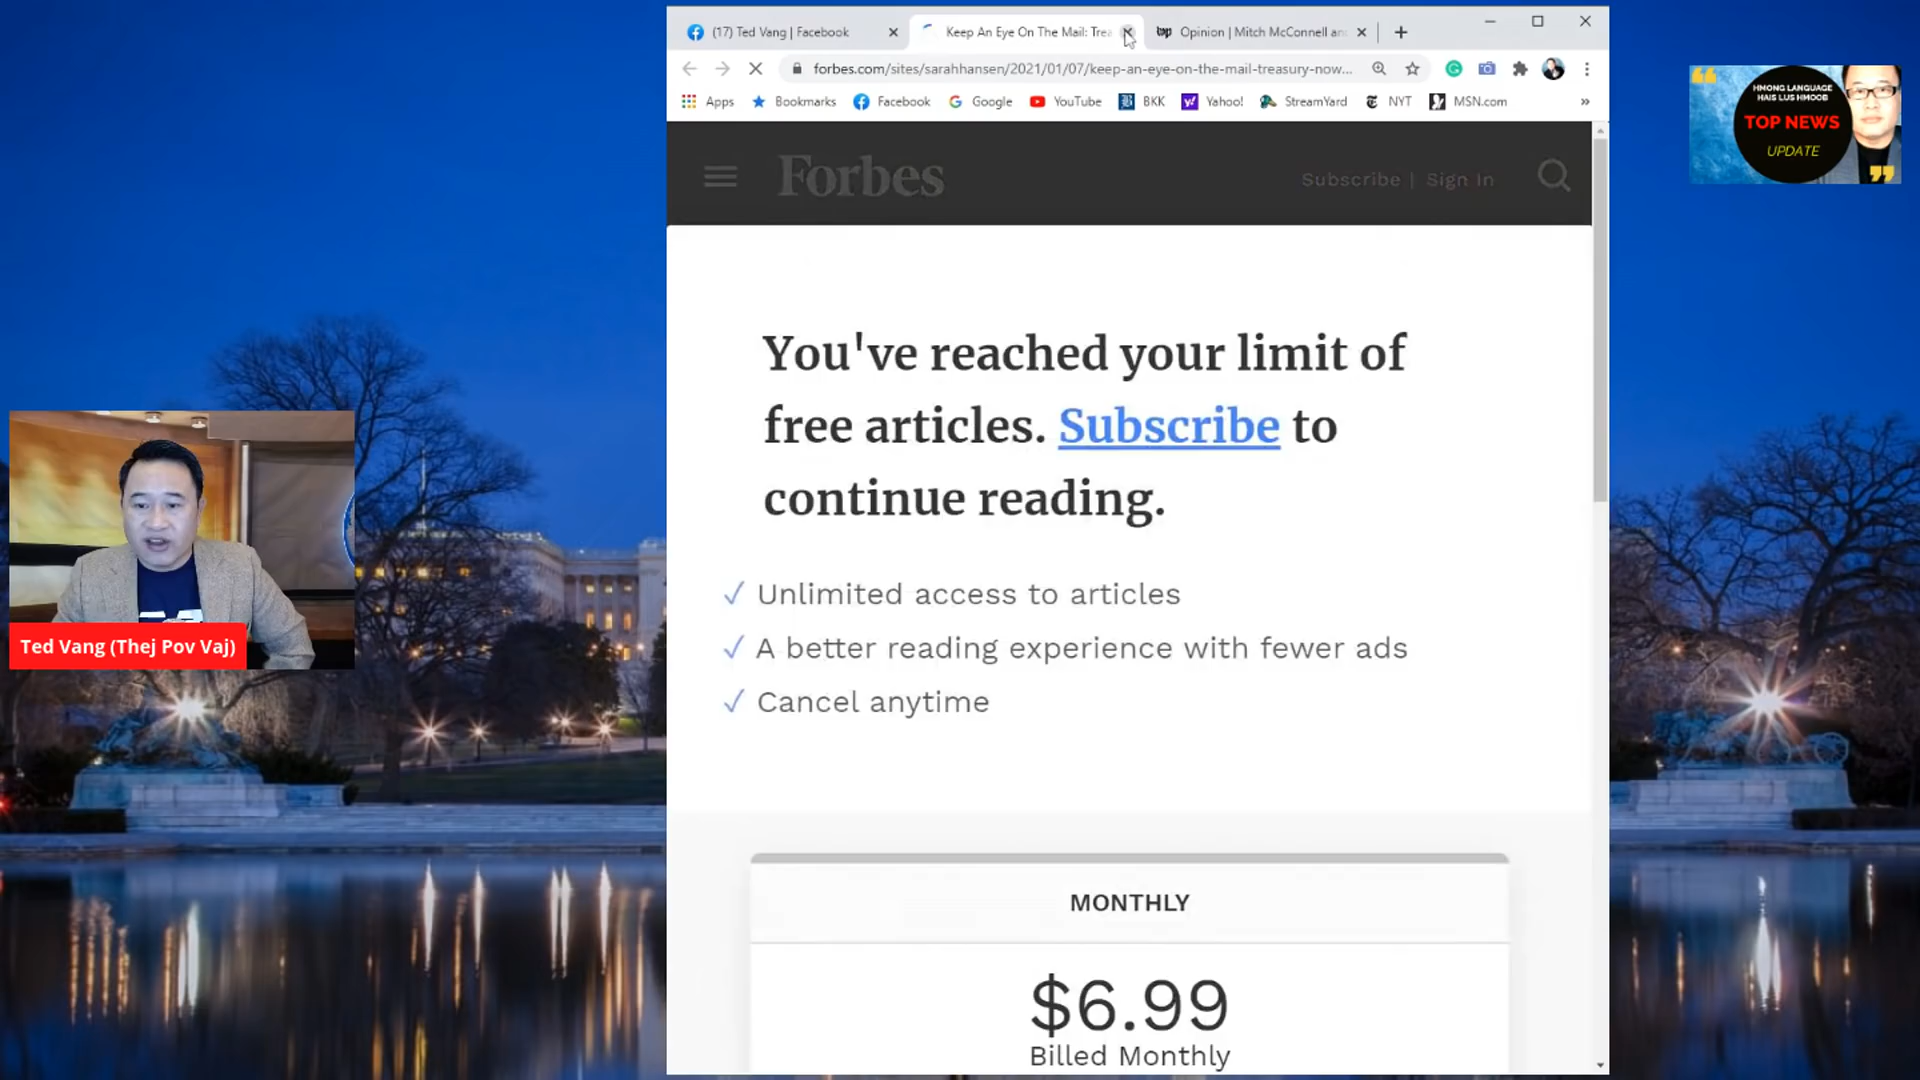 (17) Ted Vang | Facebook
Keep An Eye On The Mail: Trea
wp Opinion | Mitch McConnell an
forbes.com/sites/sarahhansen/2021/01/07/keep-an-eye-on-the-mail-treasury-now...
Apps
Bookmarks
Facebook
Google
YouTube
BKK
Yahoo!
StreamYard
NYT
MSN.com
HMONG LANGUAGE
HAIS LUS HMOOB
TOP NEWS
UPDATE
Forbes
Subscribe | Sign In
You've reached your limit of
free articles. Subscribe to
continue reading.
✓ Unlimited access to articles
✓ A better reading experience with fewer ads
✓ Cancel anytime
Ted Vang (Thej Pov Vaj)
MONTHLY
$6.99
Billed Monthly